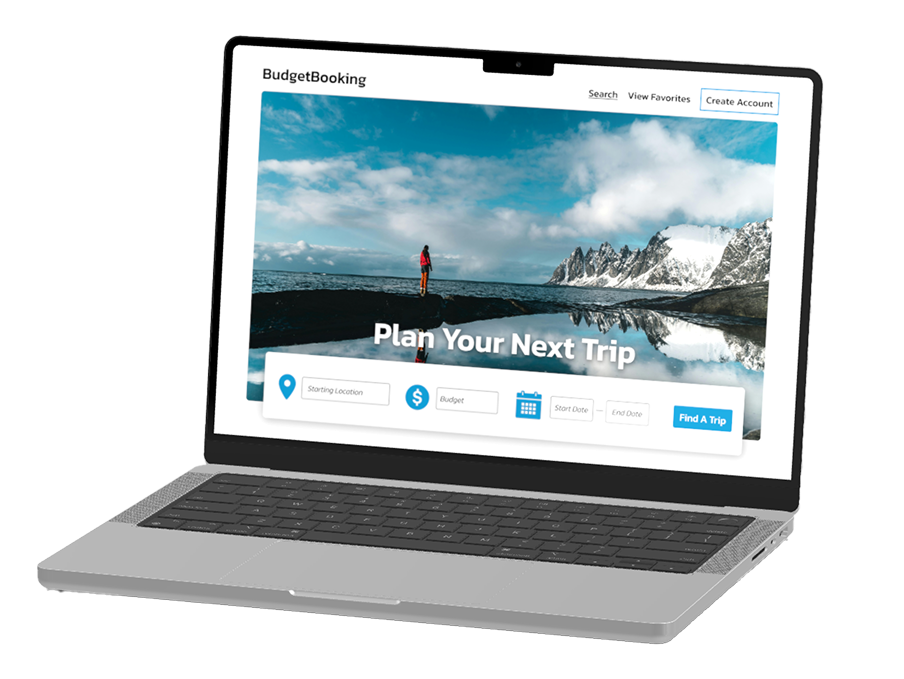 BudgetBooking
Search View Favorites Create Account
Plan Your Next Trip
Starting Location
$ Budget
Start Date — End Date
Find A Trip